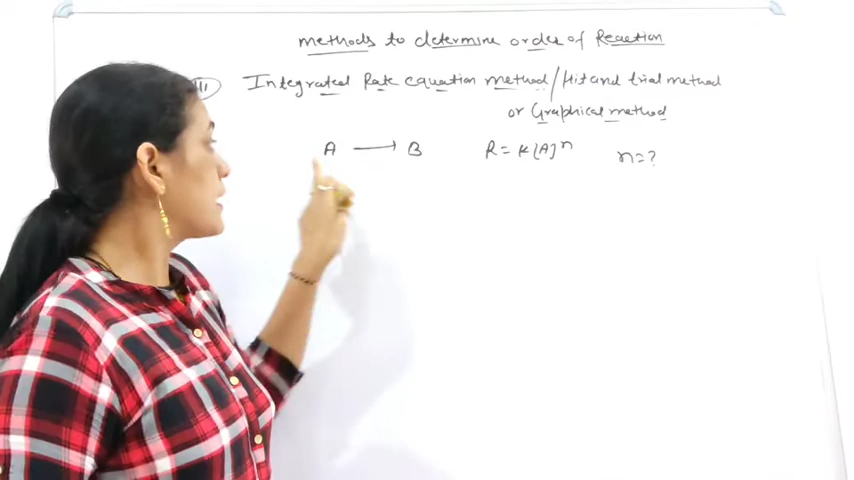 methods to determine order of Reaction
III Integrated Rate equation method / Hit and trial method
or Graphical method
A ⟶ B R = K[A]ⁿ n = ?